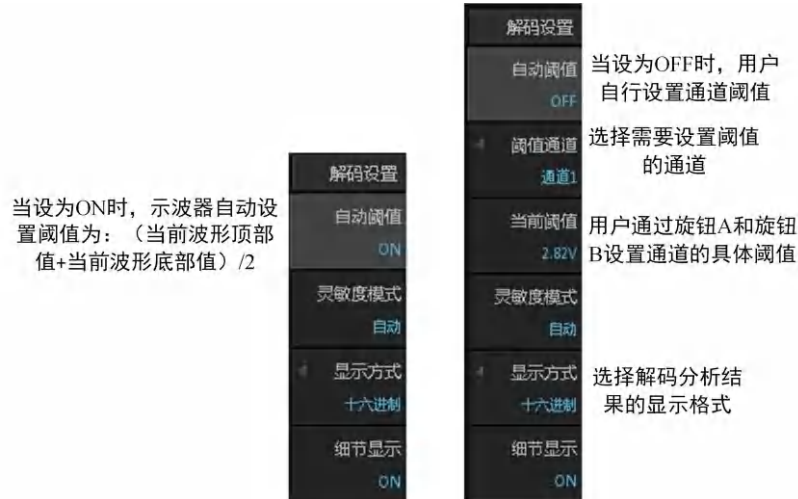 当设为ON时，示波器自动设
置阈值为：（当前波形顶部
值+当前波形底部值）/2
解码设置
自动阈值
ON
灵敏度模式
自动
显示方式
十六进制
细节显示
ON
解码设置
自动阈值
OFF
阈值通道
通道1
当前阈值
2.82V
灵敏度模式
自动
显示方式
十六进制
细节显示
ON
当设为OFF时，用户
自行设置通道阈值
选择需要设置阈值
的通道
用户通过旋钮A和旋钮
B设置通道的具体阈值
选择解码分析结
果的显示格式